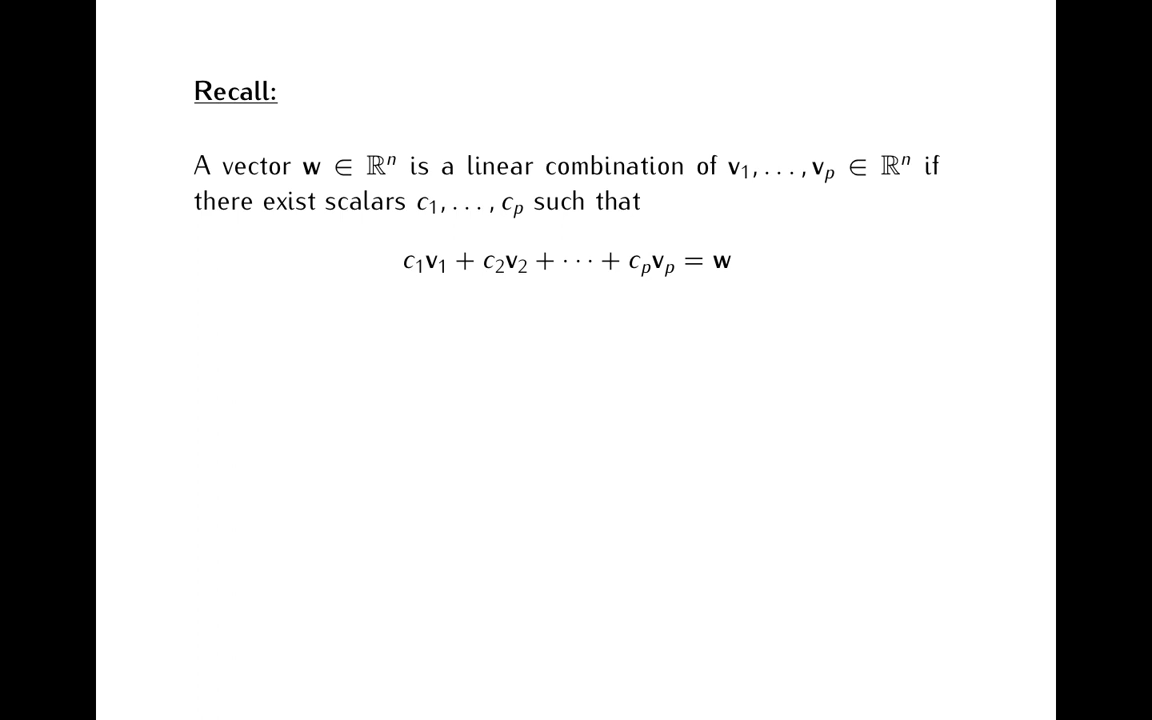 Recall:
A vector w ∈ ℝⁿ is a linear combination of v₁, . . . , vₚ ∈ ℝⁿ if
there exist scalars c₁, . . . , cₚ such that
c₁v₁ + c₂v₂ + · · · + cₚvₚ = w